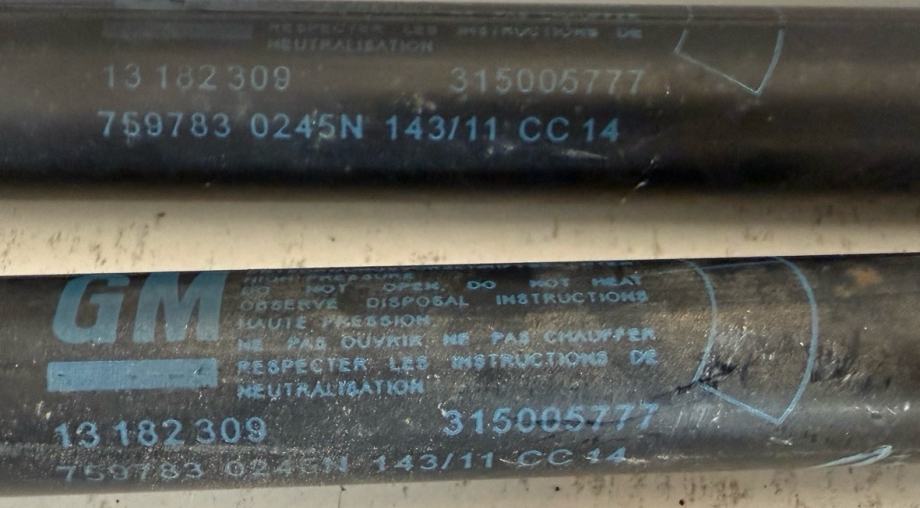 RESPECTER LES INSTRUCTIONS DE
NEUTRALISATION
13 182 309 315005777
759783 0245N 143/11 CC 14
GM
DO NOT OPEN, DO NOT HEAT
OBSERVE DISPOSAL INSTRUCTIONS
HAUTE PRESSION
NE PAS OUVRIR NE PAS CHAUFFER
RESPECTER LES INSTRUCTIONS DE
NEUTRALISATION
13 182 309 315005777
759783 0245N 143/11 CC 14